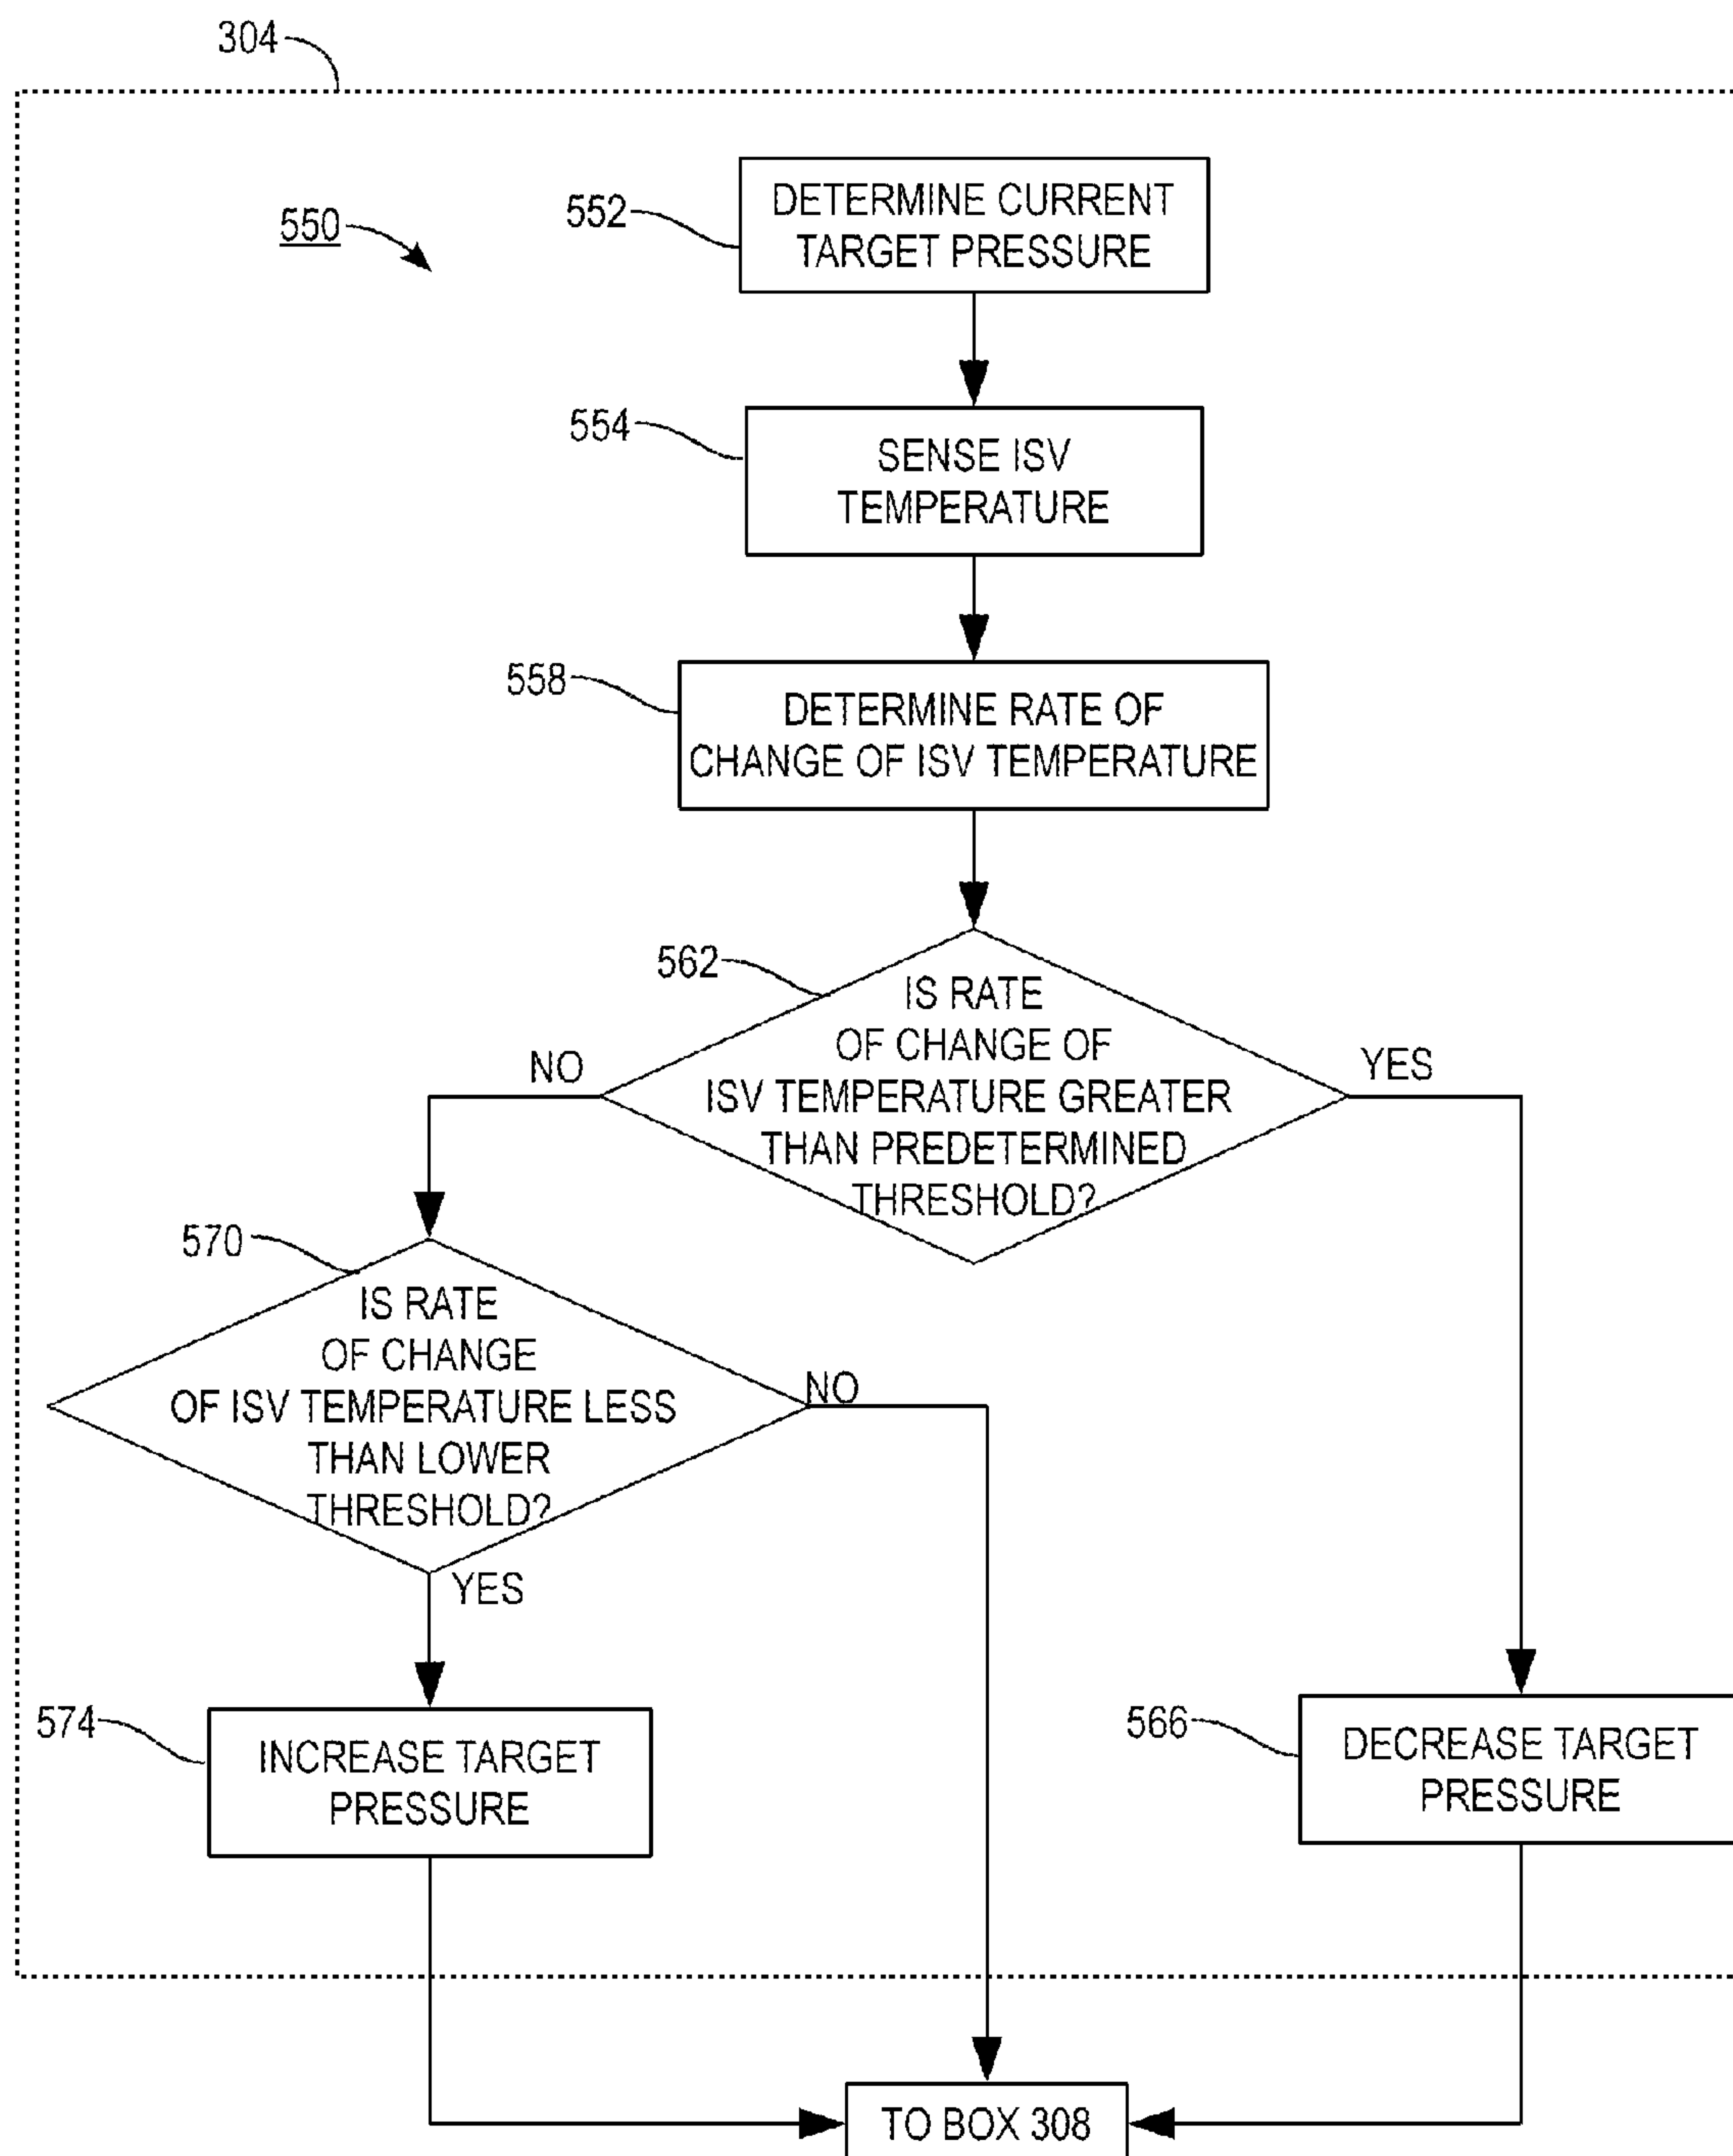 304
550
552
DETERMINE CURRENT
TARGET PRESSURE
554
SENSE ISV
TEMPERATURE
558
DETERMINE RATE OF
CHANGE OF ISV TEMPERATURE
562
IS RATE
OF CHANGE OF
ISV TEMPERATURE GREATER
THAN PREDETERMINED
THRESHOLD?
NO
YES
570
IS RATE
OF CHANGE
OF ISV TEMPERATURE LESS
THAN LOWER
THRESHOLD?
NO
YES
574
INCREASE TARGET
PRESSURE
566
DECREASE TARGET
PRESSURE
TO BOX 308